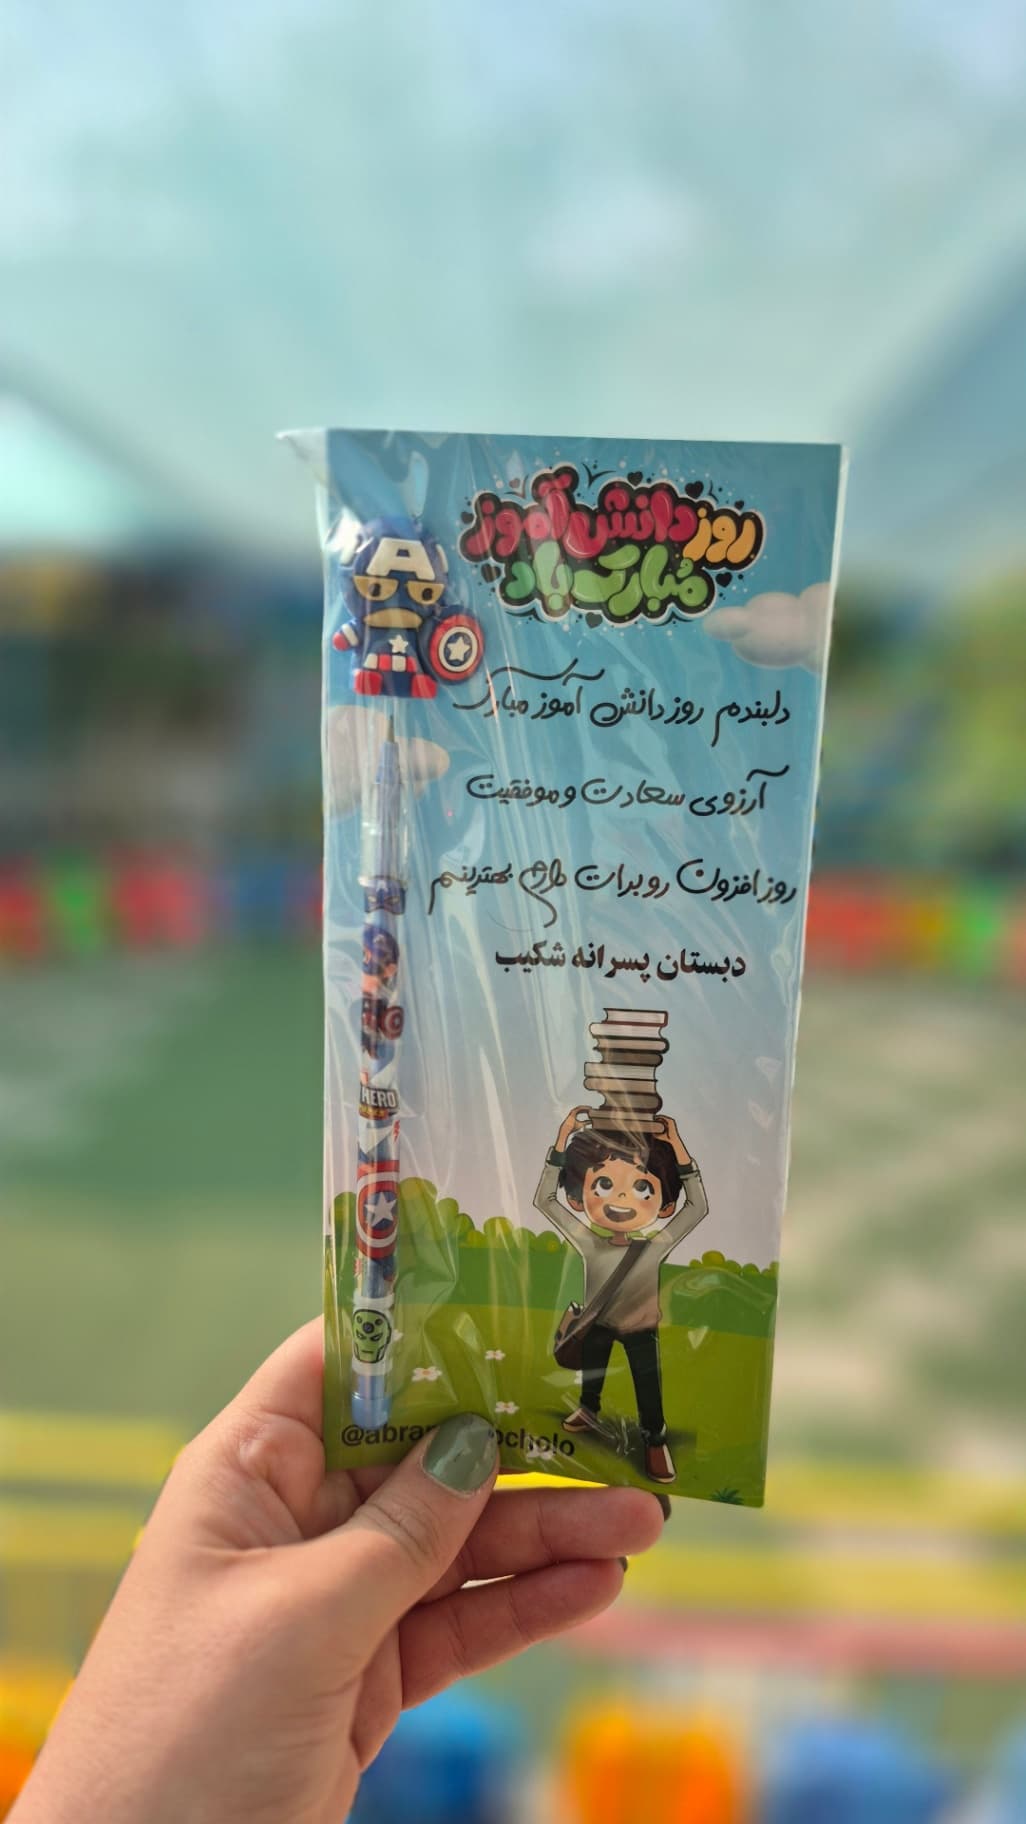 روز دانش آموز
مُبارک باد
دلبندم روز دانش آموز مبارک
آرزوی سعادت و موفقیت
روز افزون رو برات دارم بهترینم
دبستان پسرانه شکیب
A
HERO